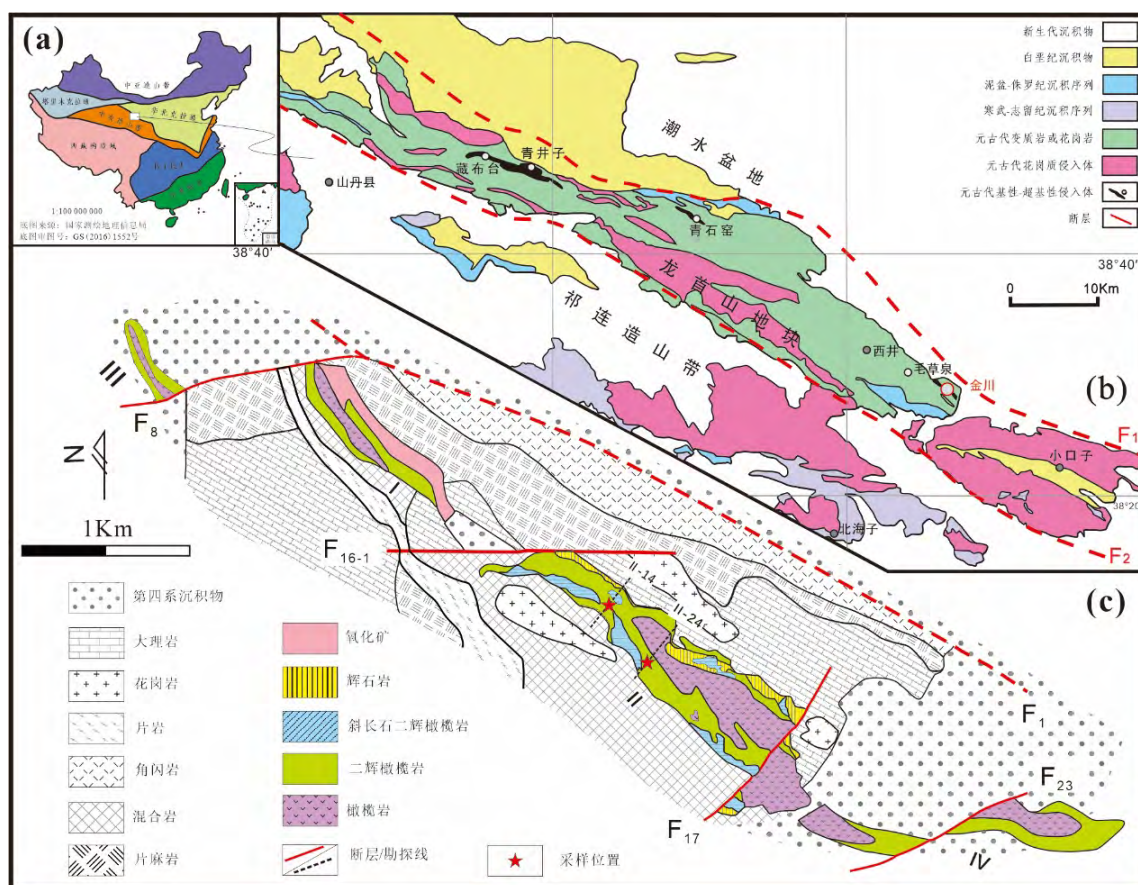 (a)
中亚造山带
塔里木克拉通
华北克拉通
西藏构造域
1:100 000 000
底图来源：国家测绘地理信息局
底图审图号：GS(2016)1552号
新生代沉积物
白垩纪沉积物
泥盆-侏罗纪沉积序列
寒武-志留纪沉积序列
元古代变质岩或花岗岩
元古代花岗质侵入体
元古代基性-超基性侵入体
断层
潮水盆地
青井子
藏布台
山丹县
青石窑
38°40′
38°40′
0
10Km
龙首山地块
祁连造山带
西井
毛草泉
金川
(b)
F1
小口子
38°20′
北海子
F2
III
F8
N
I
1Km
F16-1
II-14
II-24
(c)
II
F1
F17
F23
IV
第四系沉积物
大理岩
花岗岩
片岩
角闪岩
混合岩
片麻岩
氧化矿
辉石岩
斜长石二辉橄榄岩
二辉橄榄岩
橄榄岩
断层/勘探线
采样位置